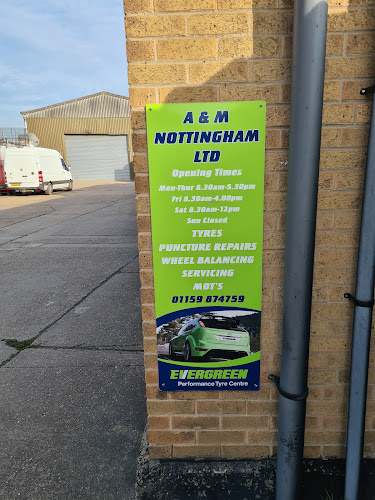 A & M
NOTTINGHAM
LTD
Opening Times
Mon-Thur 8.30am-5.30pm
Fri 8.30am-4.00pm
Sat 8.30am-12pm
Sun Closed
TYRES
PUNCTURE REPAIRS
WHEEL BALANCING
SERVICING
MOT'S
01159 874759
EVERGREEN
Performance Tyre Centre